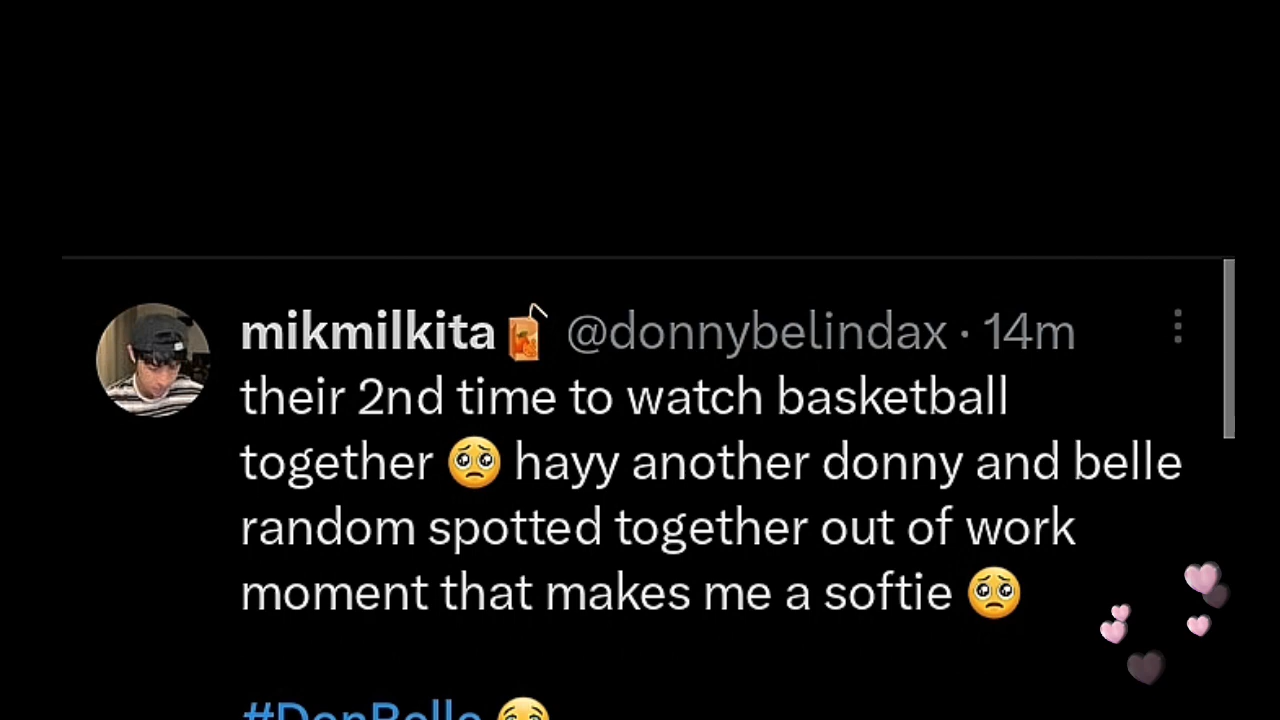 mikmilkita🧃 @donnybelindax · 14m
their 2nd time to watch basketball
together 🥺 hayy another donny and belle
random spotted together out of work
moment that makes me a softie 🥺
#DonBelle 🥺